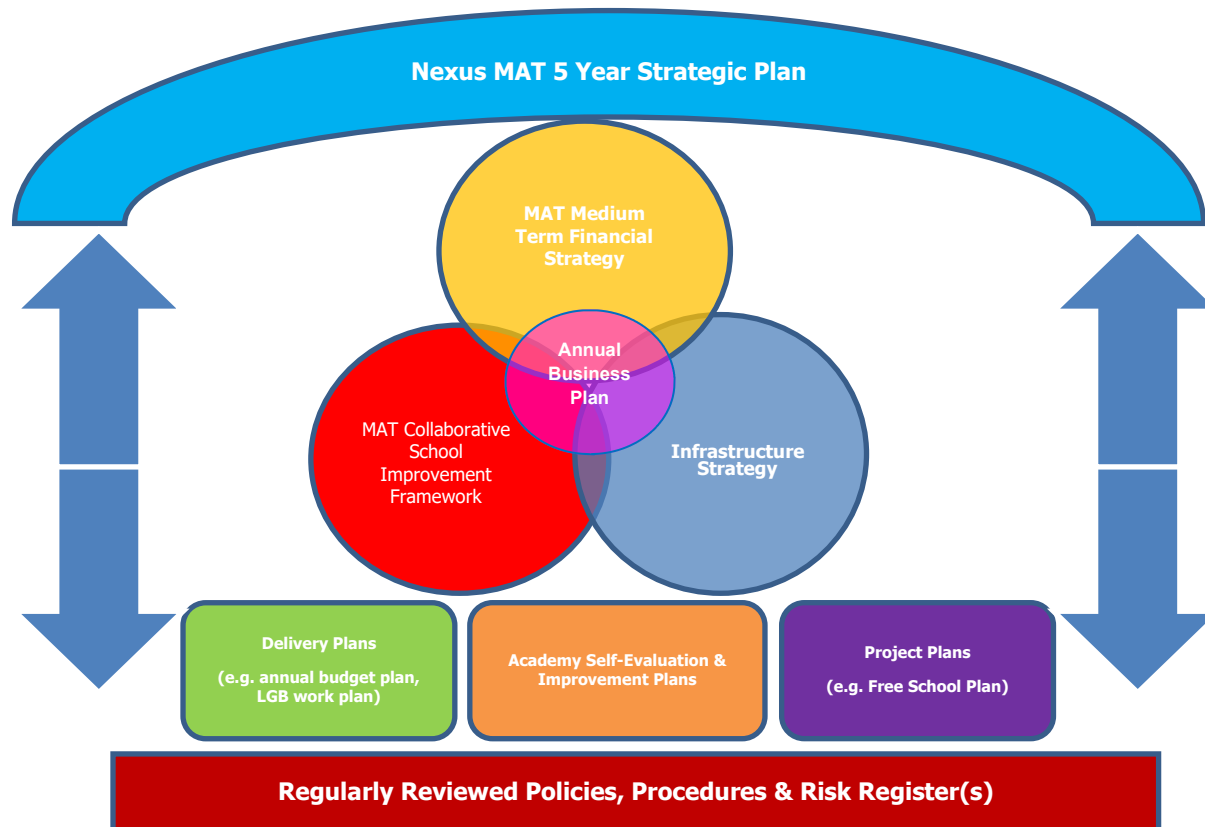 Nexus MAT 5 Year Strategic Plan
MAT Medium
Term Financial
Strategy
Annual
Business
Plan
MAT Collaborative
School
Improvement
Framework
Infrastructure
Strategy
Delivery Plans
(e.g. annual budget plan,
LGB work plan)
Academy Self-Evaluation &
Improvement Plans
Project Plans
(e.g. Free School Plan)
Regularly Reviewed Policies, Procedures & Risk Register(s)